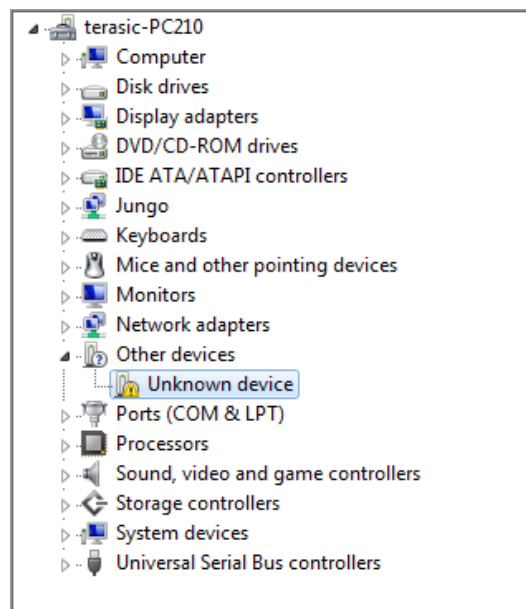 terasic-PC210
Computer
Disk drives
Display adapters
DVD/CD-ROM drives
IDE ATA/ATAPI controllers
Jungo
Keyboards
Mice and other pointing devices
Monitors
Network adapters
Other devices
Unknown device
Ports (COM & LPT)
Processors
Sound, video and game controllers
Storage controllers
System devices
Universal Serial Bus controllers